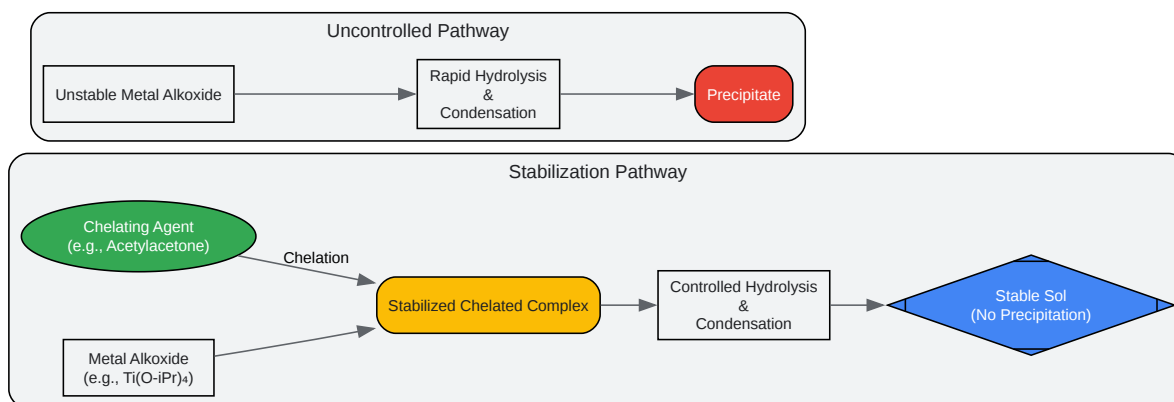 Uncontrolled Pathway
Unstable Metal Alkoxide
Rapid Hydrolysis
&
Condensation
Precipitate
Stabilization Pathway
Chelating Agent
(e.g., Acetylacetone)
Chelation
Metal Alkoxide
(e.g., Ti(O-iPr)₄)
Stabilized Chelated Complex
Controlled Hydrolysis
&
Condensation
Stable Sol
(No Precipitation)